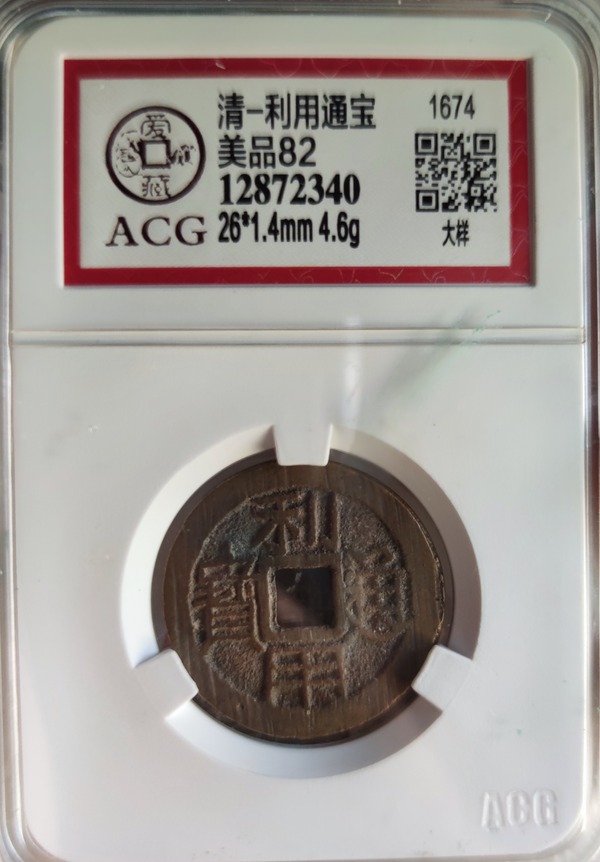 清-利用通宝
1674
美品82
12872340
ACG
26*1.4mm 4.6g
大样
爱
藏
利
通
寶
用
ACG